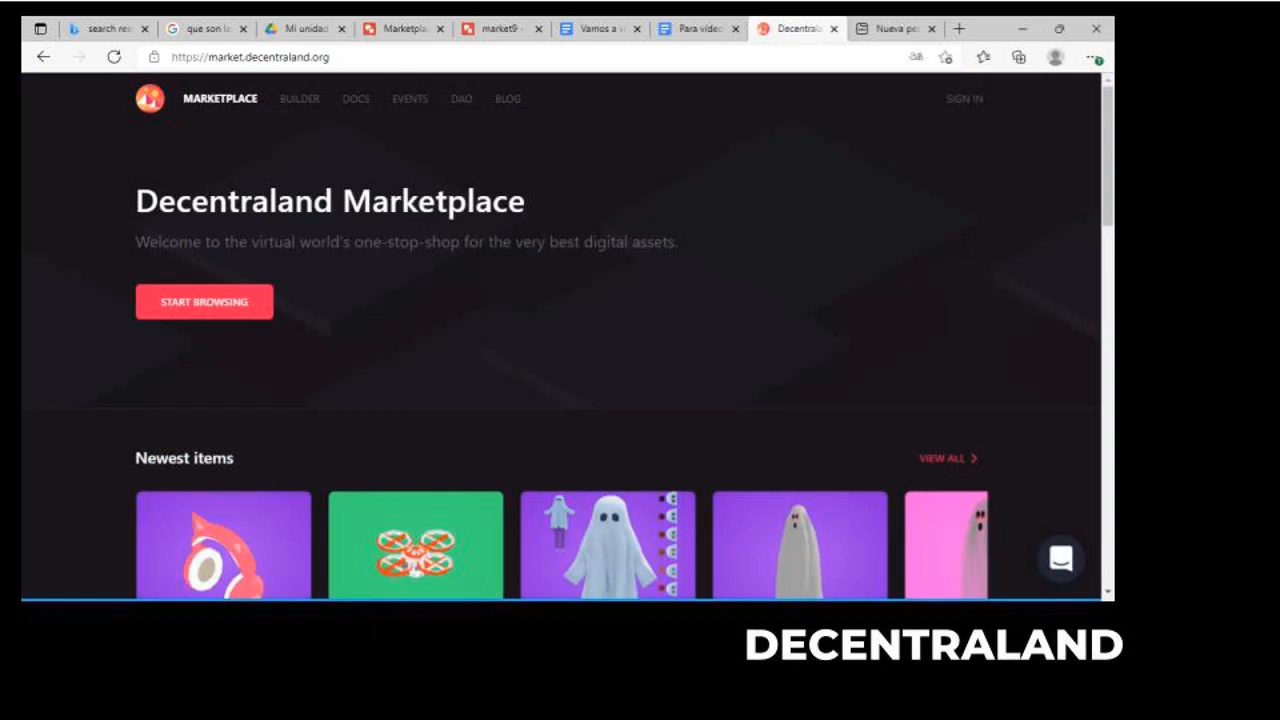 search res
que son la
Mi unidad
Marketpla
market9 -
Vamos a v
Para video
Decentrala
Nueva pes
https://market.decentraland.org
MARKETPLACE BUILDER DOCS EVENTS DAO BLOG SIGN IN
Decentraland Marketplace
Welcome to the virtual world's one-stop-shop for the very best digital assets.
START BROWSING
Newest items VIEW ALL
DECENTRALAND